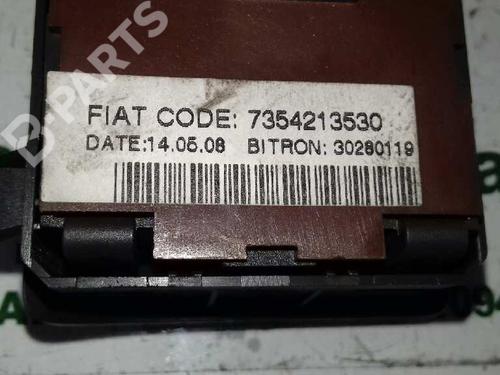 B-PARTS
FIAT CODE: 7354213530
DATE:14.05.08 BITRON: 30280119